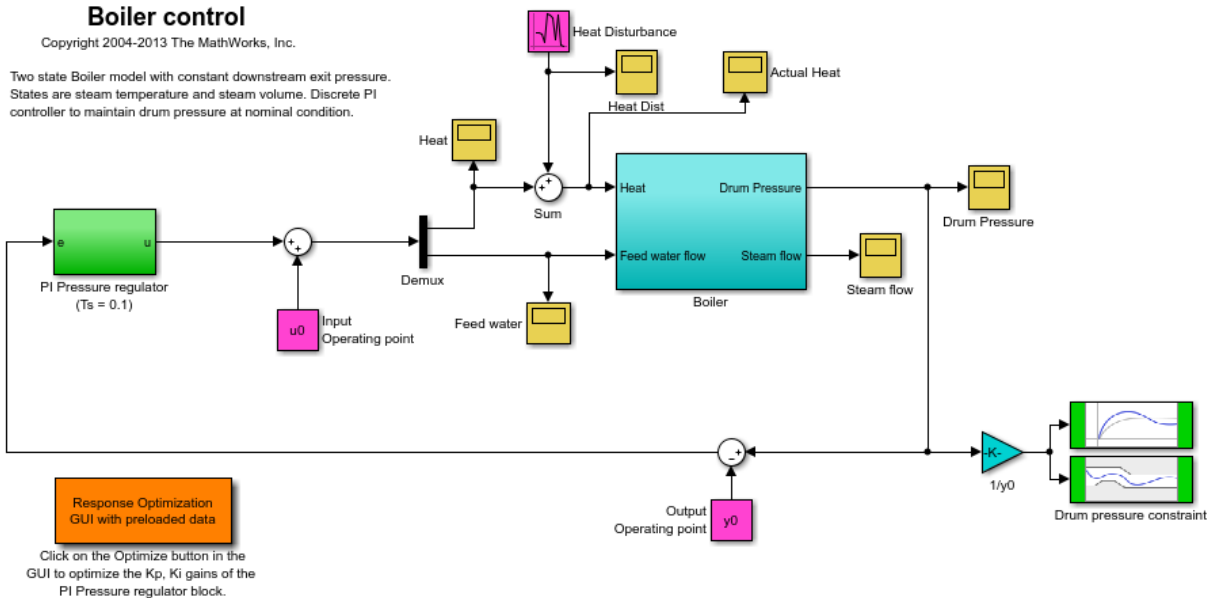 Boiler control
Copyright 2004-2013 The MathWorks, Inc.
Two state Boiler model with constant downstream exit pressure.
States are steam temperature and steam volume. Discrete PI
controller to maintain drum pressure at nominal condition.
Heat Disturbance
Heat Dist
Actual Heat
Heat
++
Sum
Heat
Drum Pressure
Feed water flow
Steam flow
Boiler
Drum Pressure
Steam flow
e
u
PI Pressure regulator
(Ts = 0.1)
++
Demux
u0
Input
Operating point
Feed water
-+
-K-
1/y0
Drum pressure constraint
Output
Operating point
y0
Response Optimization
GUI with preloaded data
Click on the Optimize button in the
GUI to optimize the Kp, Ki gains of the
PI Pressure regulator block.